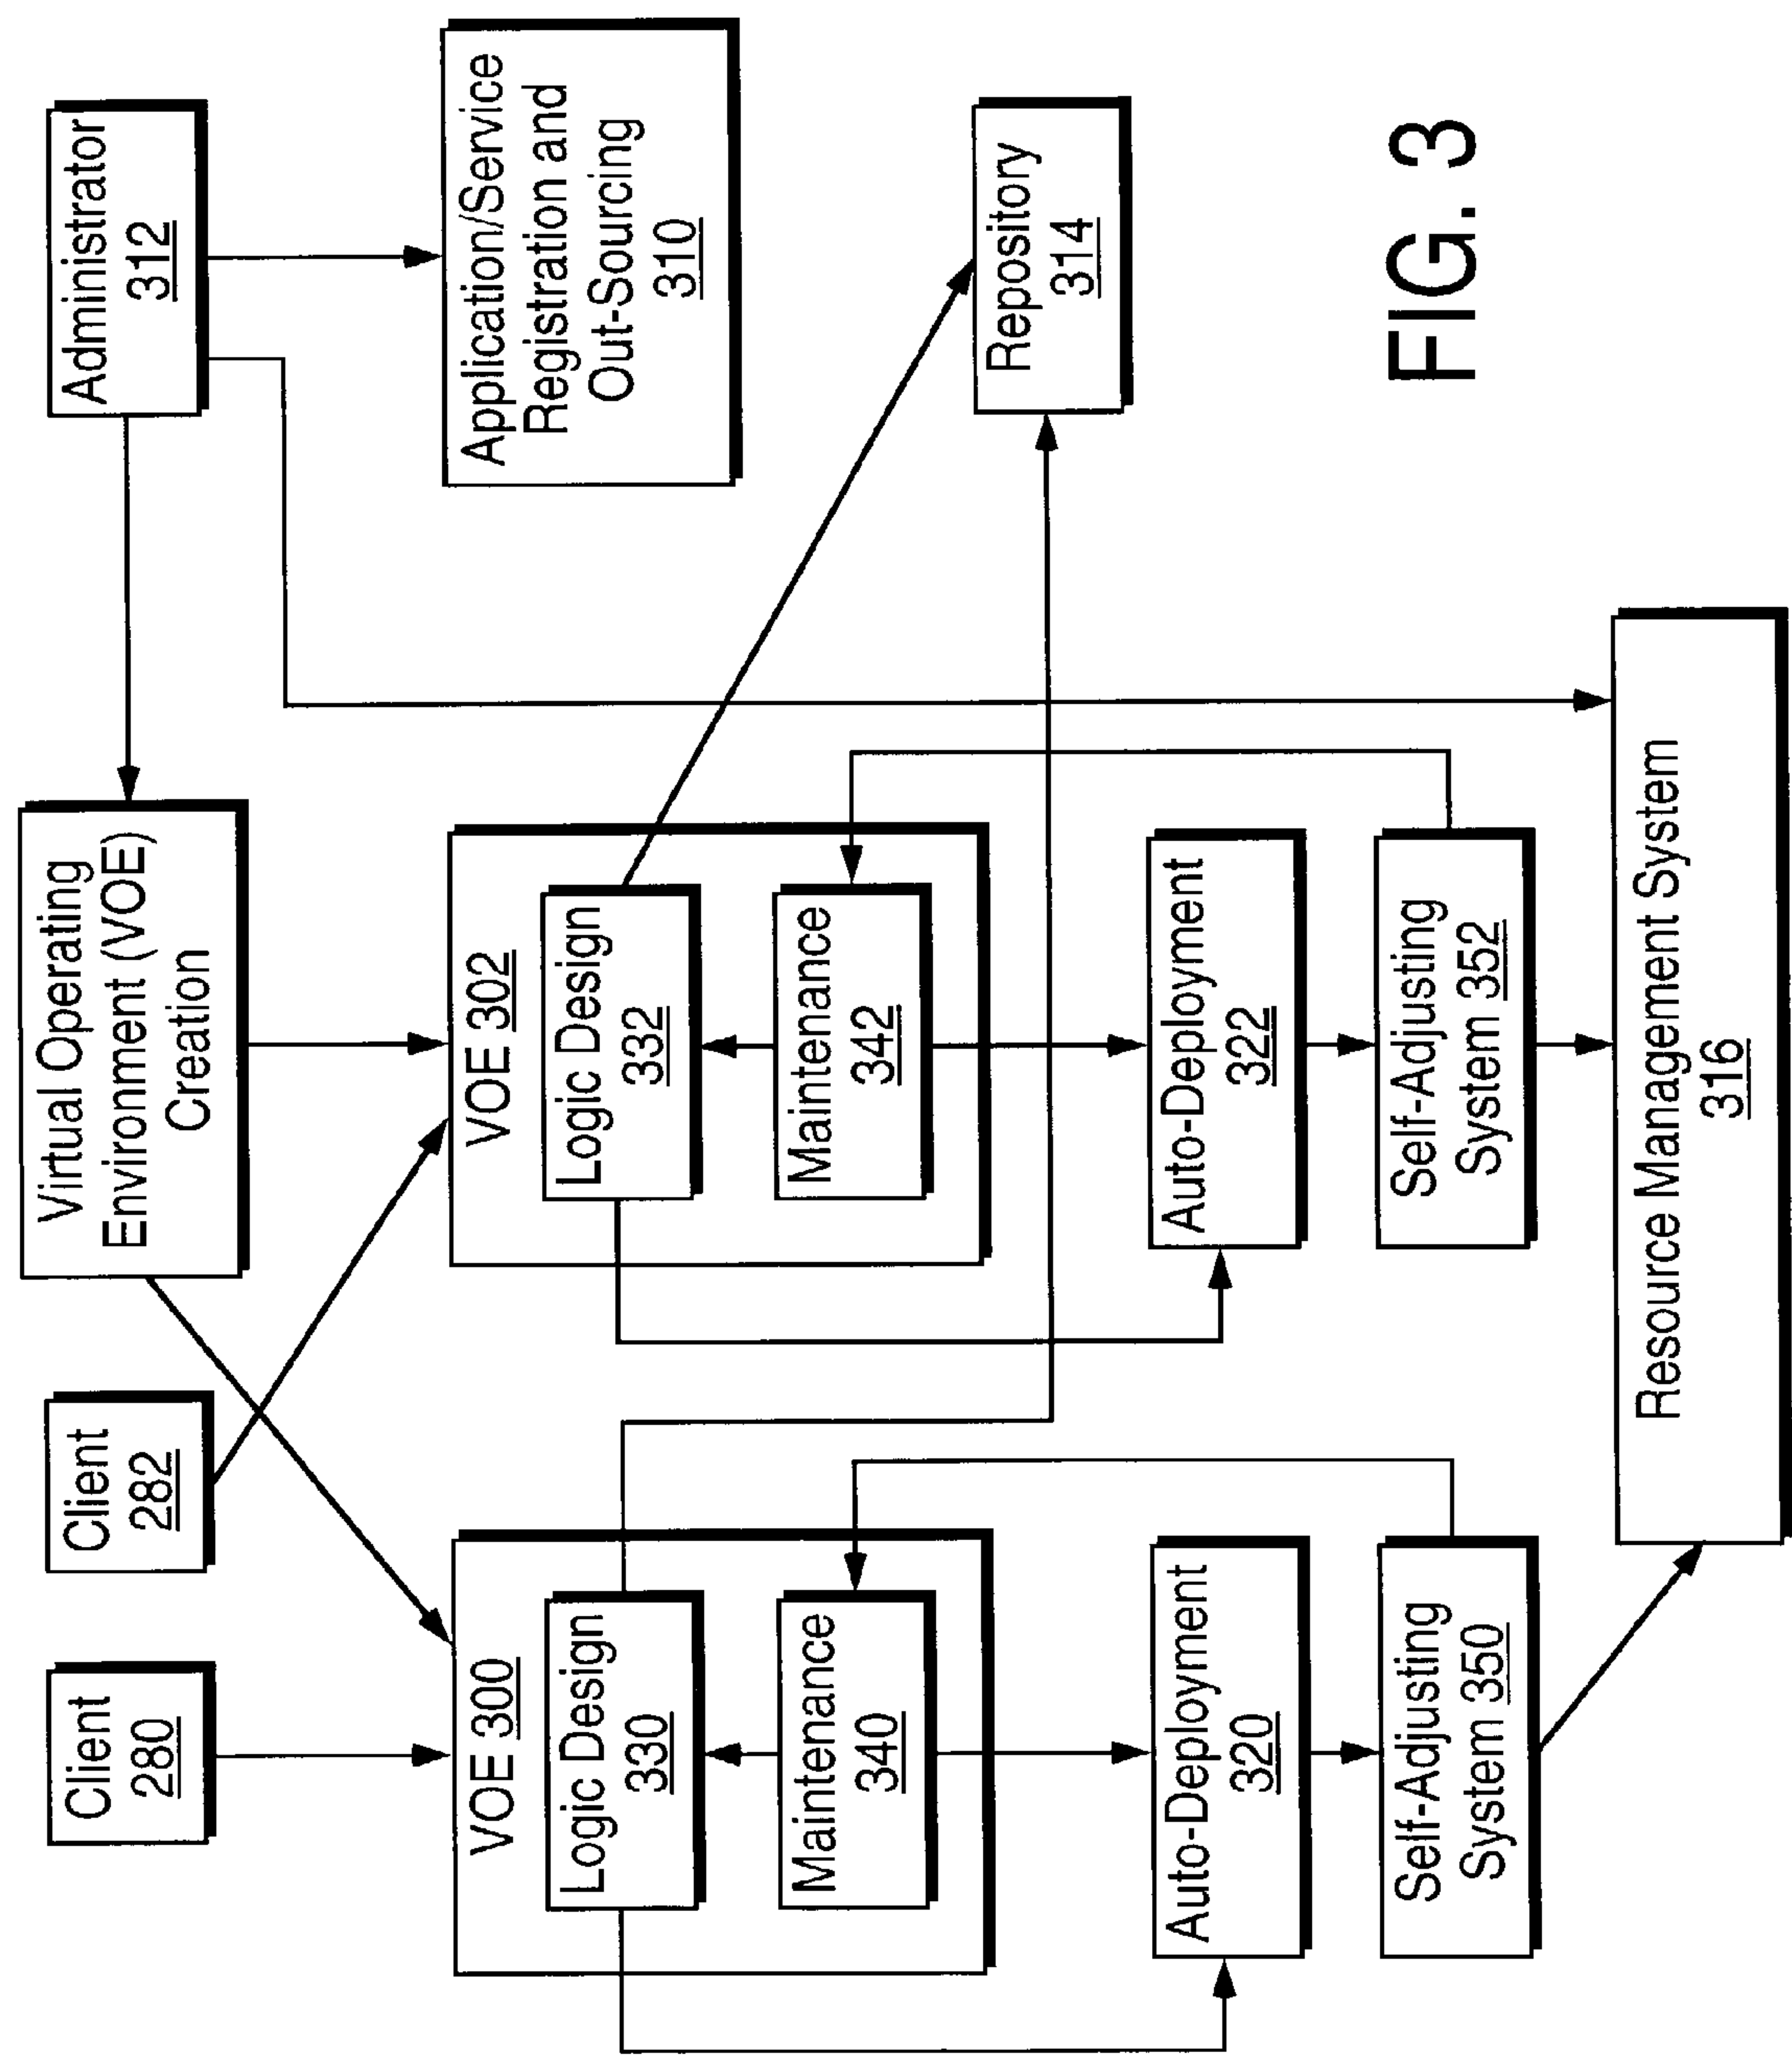 Client
280
Client
282
Virtual Operating
Environment (VOE)
Creation
Administrator
312
VOE 300
Logic Design
330
Maintenance
340
VOE 302
Logic Design
332
Maintenance
342
Application/Service
Registration and
Out-Sourcing
310
Repository
314
Auto-Deployment
320
Auto-Deployment
322
Self-Adjusting
System 350
Self-Adjusting
System 352
Resource Management System
316
FIG. 3